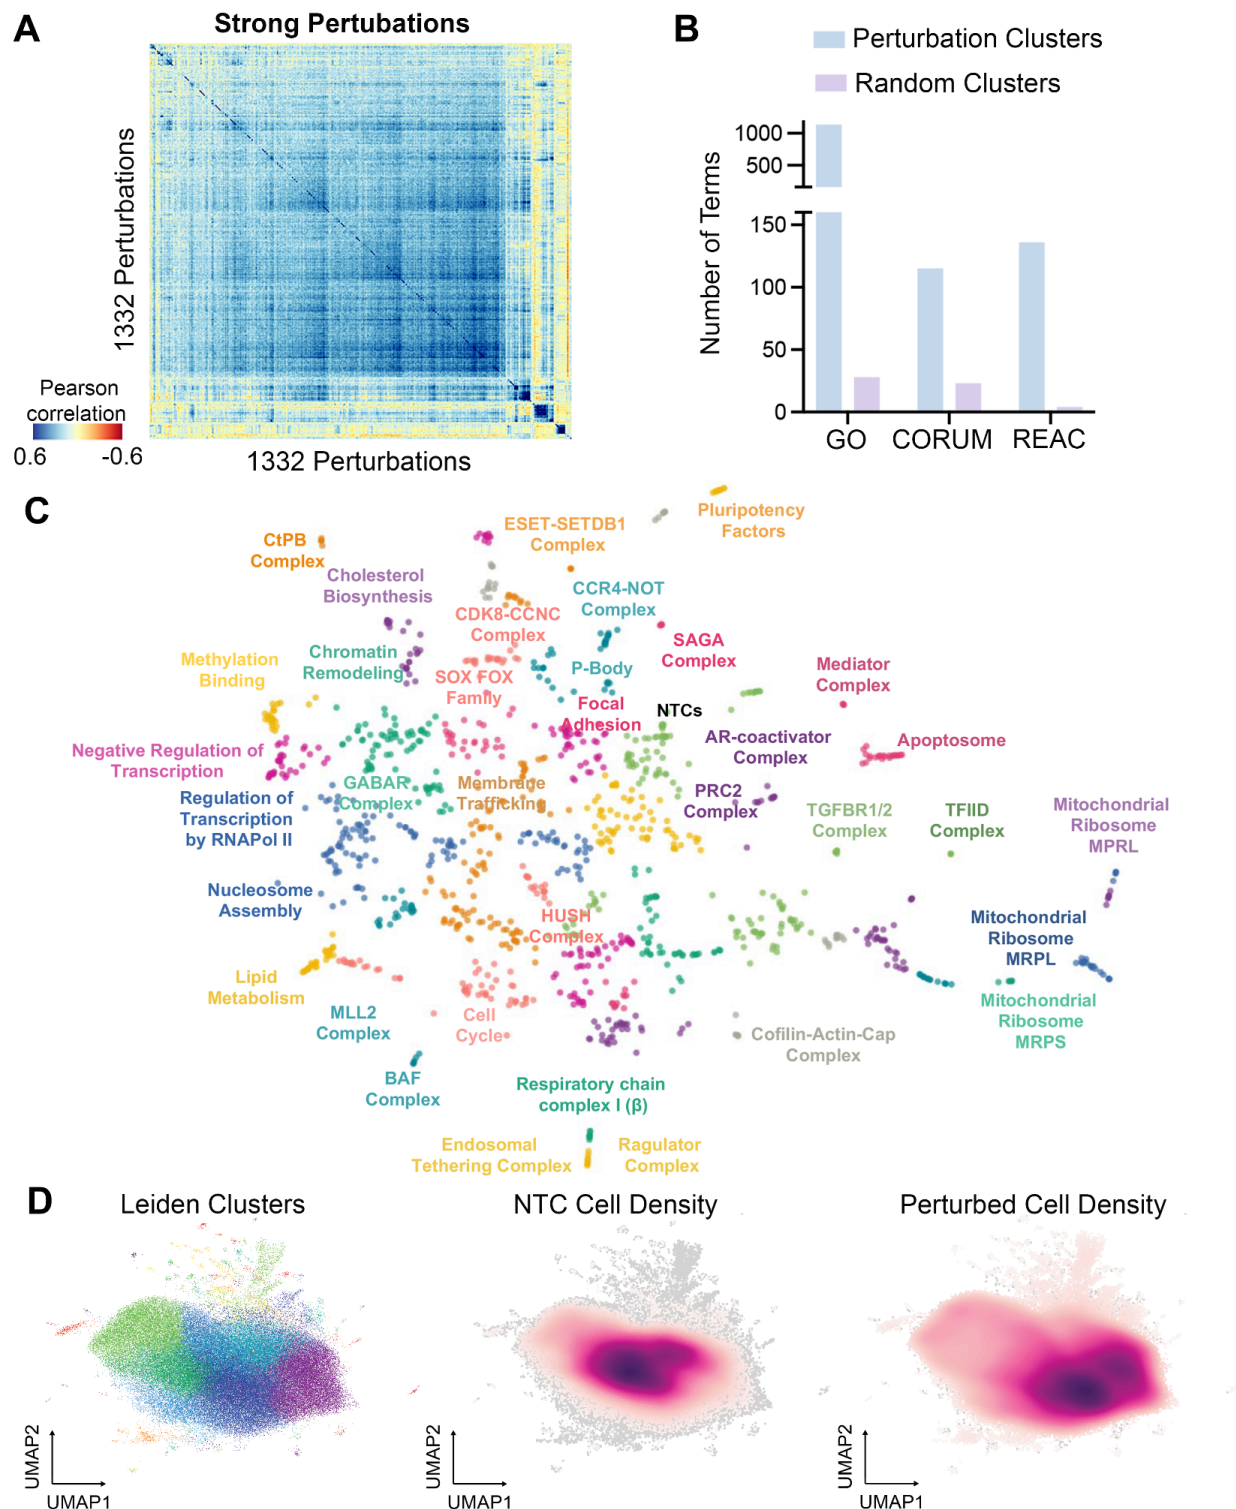 A
Strong Pertubations
1332 Perturbations
Pearson
correlation
0.6
-0.6
1332 Perturbations
B
Perturbation Clusters
Random Clusters
Number of Terms
1000
500
150
100
50
0
GO
CORUM
REAC
C
Pluripotency
Factors
ESET-SETDB1
Complex
CtPB
Complex
Cholesterol
Biosynthesis
CCR4-NOT
Complex
CDK8-CCNC
Complex
SAGA
Complex
Chromatin
Remodeling
Methylation
Binding
P-Body
SOX FOX
Family
Mediator
Complex
Focal
Adhesion
NTCs
AR-coactivator
Complex
Apoptosome
Negative Regulation of
Transcription
GABAR
Complex
Membrane
Trafficking
PRC2
Complex
Regulation of
Transcription
by RNAPol II
TGFBR1/2
Complex
TFIID
Complex
Mitochondrial
Ribosome
MPRL
Nucleosome
Assembly
HUSH
Complex
Mitochondrial
Ribosome
MRPL
Lipid
Metabolism
MLL2
Complex
Cell
Cycle
Mitochondrial
Ribosome
MRPS
Cofilin-Actin-Cap
Complex
BAF
Complex
Respiratory chain
complex I (β)
Endosomal
Tethering Complex
Ragulator
Complex
D
Leiden Clusters
NTC Cell Density
Perturbed Cell Density
UMAP2
UMAP1
UMAP2
UMAP1
UMAP2
UMAP1